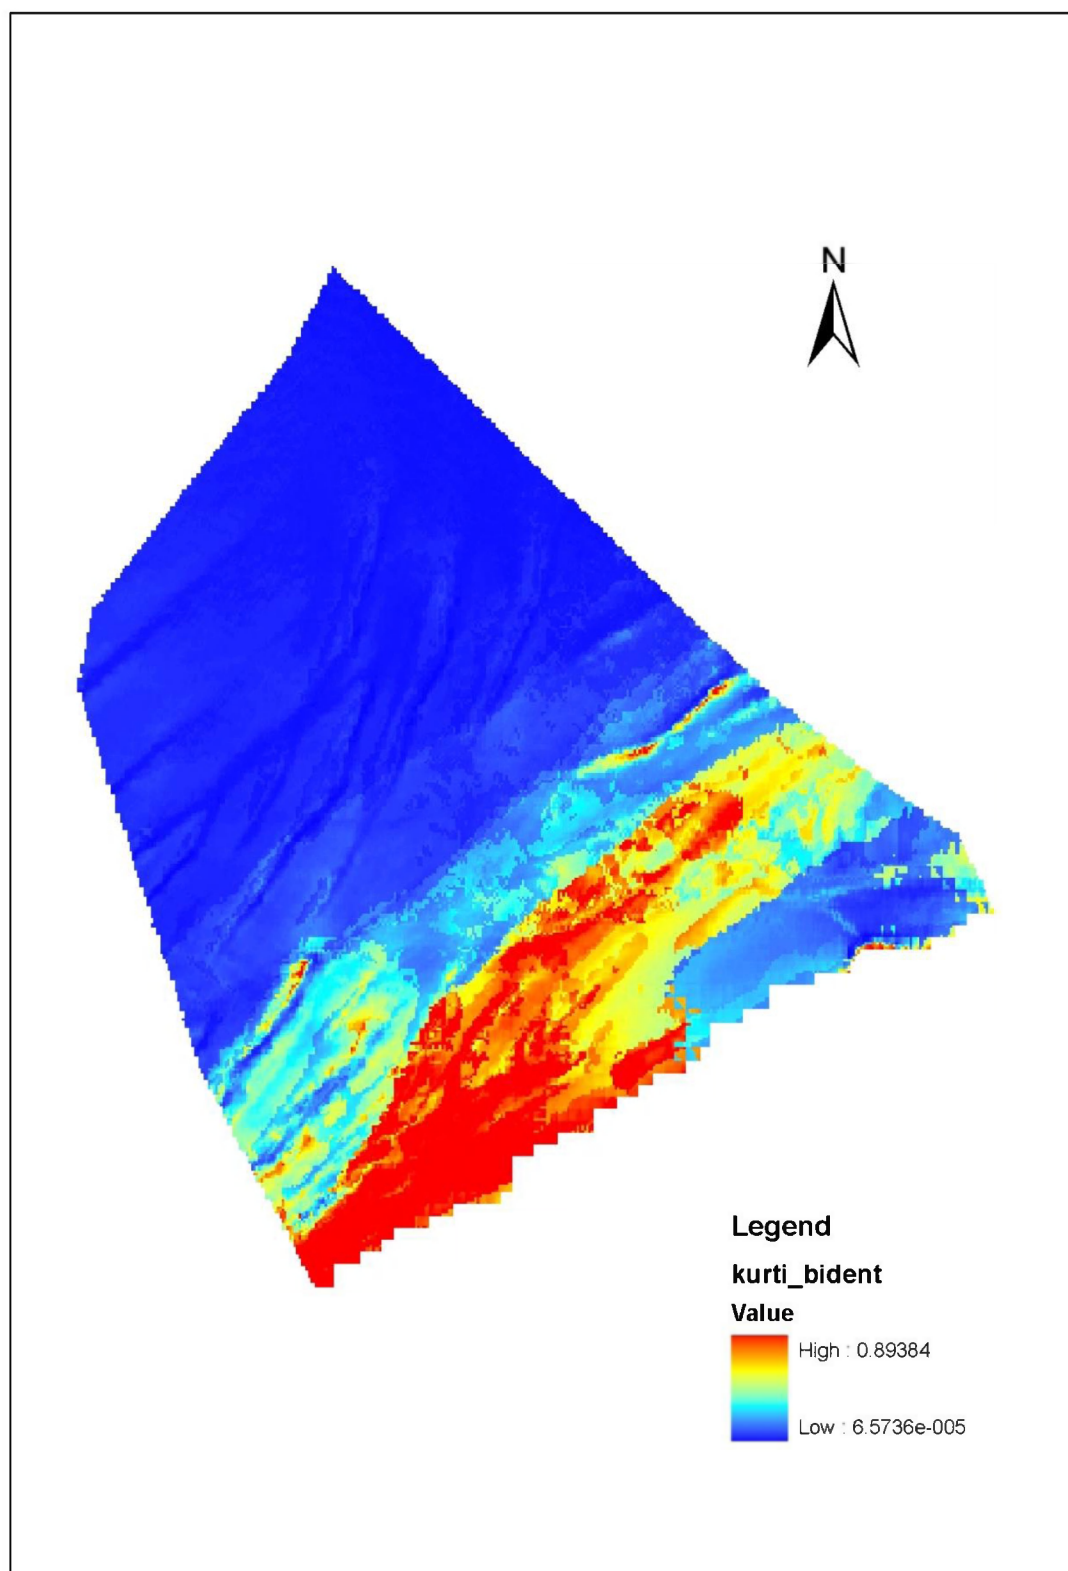 N
Legend
kurti_bident
Value
High : 0.89384
Low : 6.5736e-005